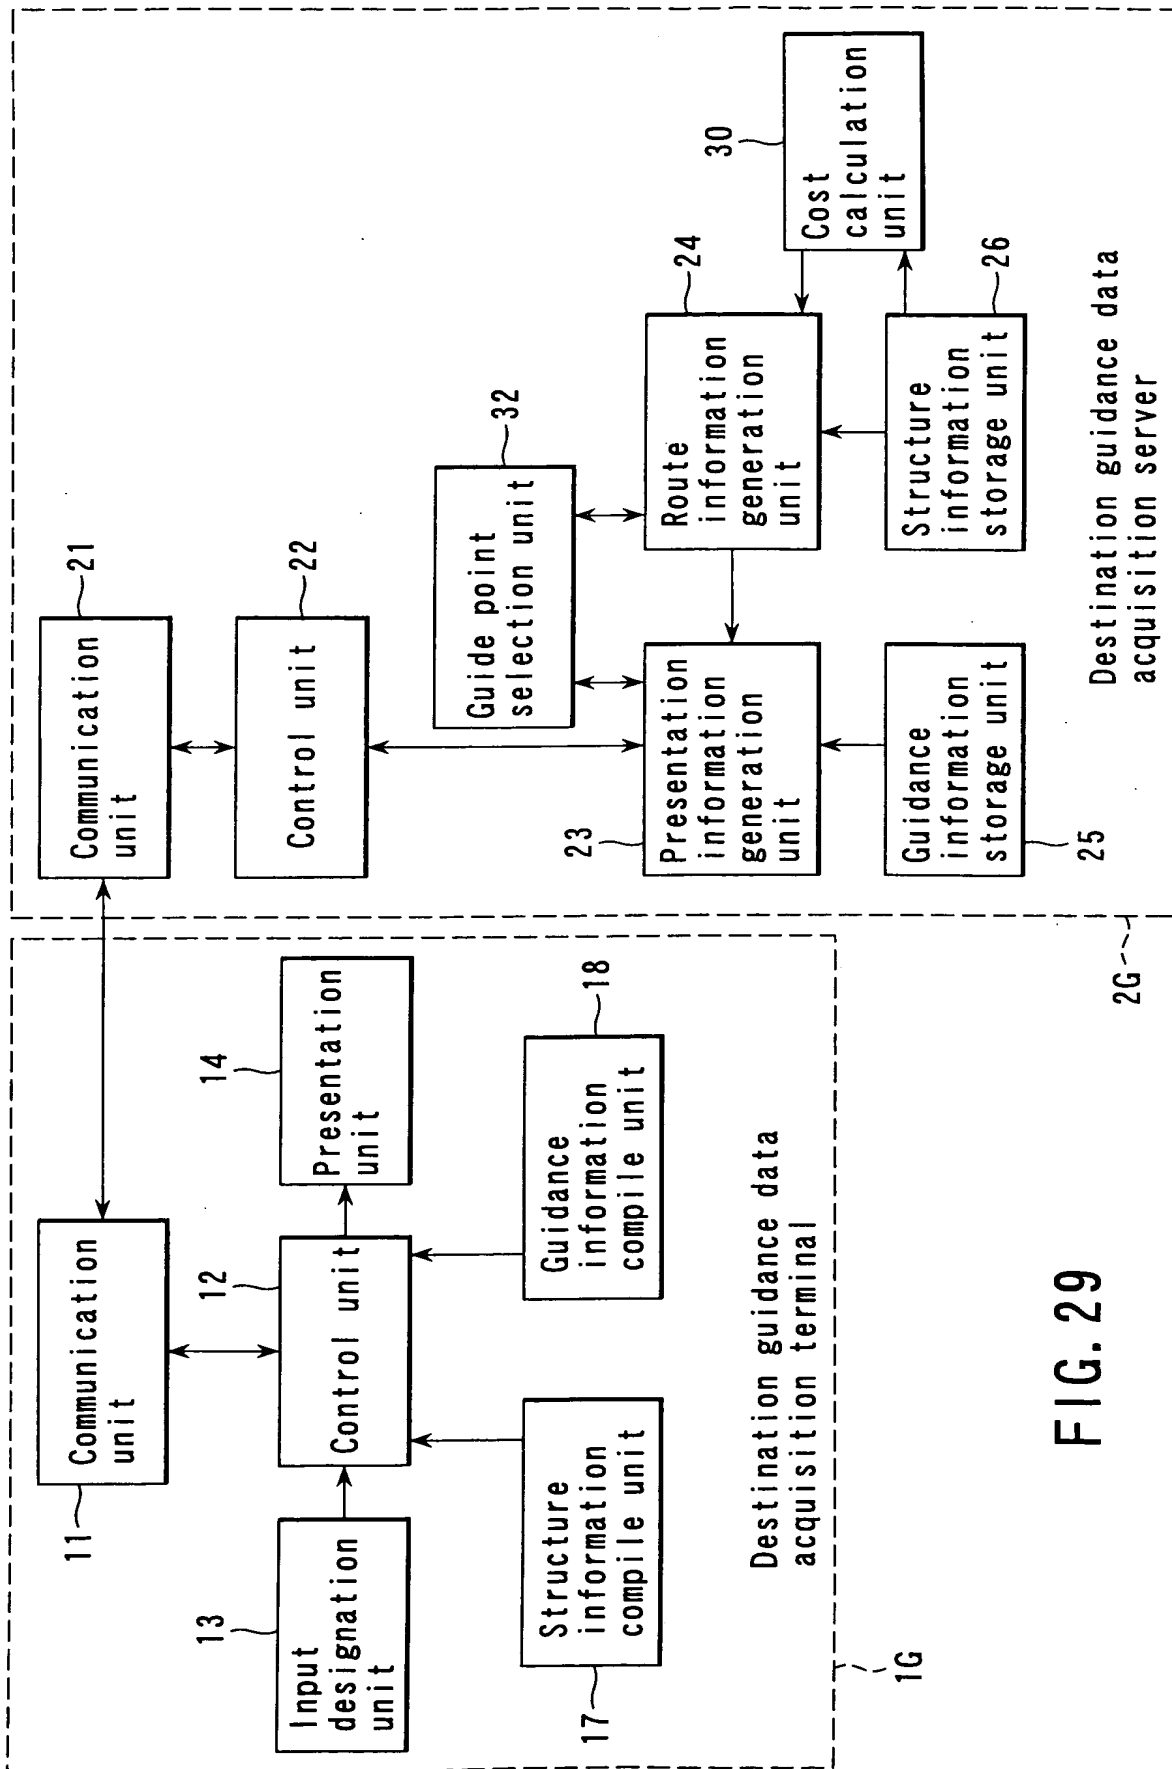 11
Communication
unit
13
Input
designation
unit
12
Control unit
14
Presentation
unit
17
Structure
information
compile unit
18
Guidance
information
compile unit
Destination guidance data
acquisition terminal
1G
21
Communication
unit
22
Control unit
32
Guide point
selection unit
23
Presentation
information
generation
unit
24
Route
information
generation
unit
30
Cost
calculation
unit
25
Guidance
information
storage unit
26
Structure
information
storage unit
Destination guidance data
acquisition server
2G
FIG. 29